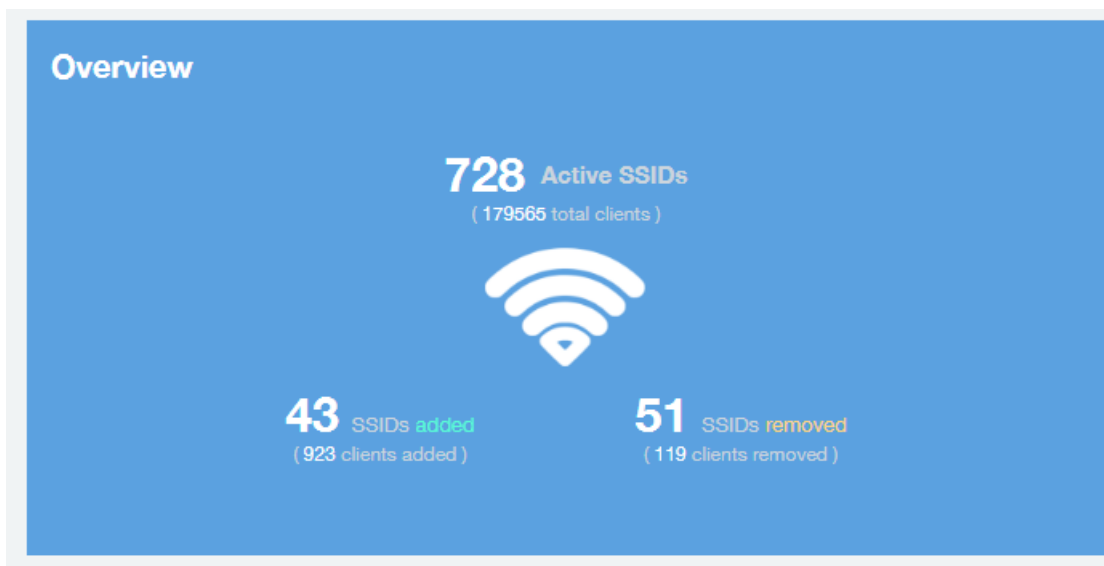 Overview
728 Active SSIDs
( 179565 total clients )
43 SSIDs added
( 923 clients added )
51 SSIDs removed
( 119 clients removed )